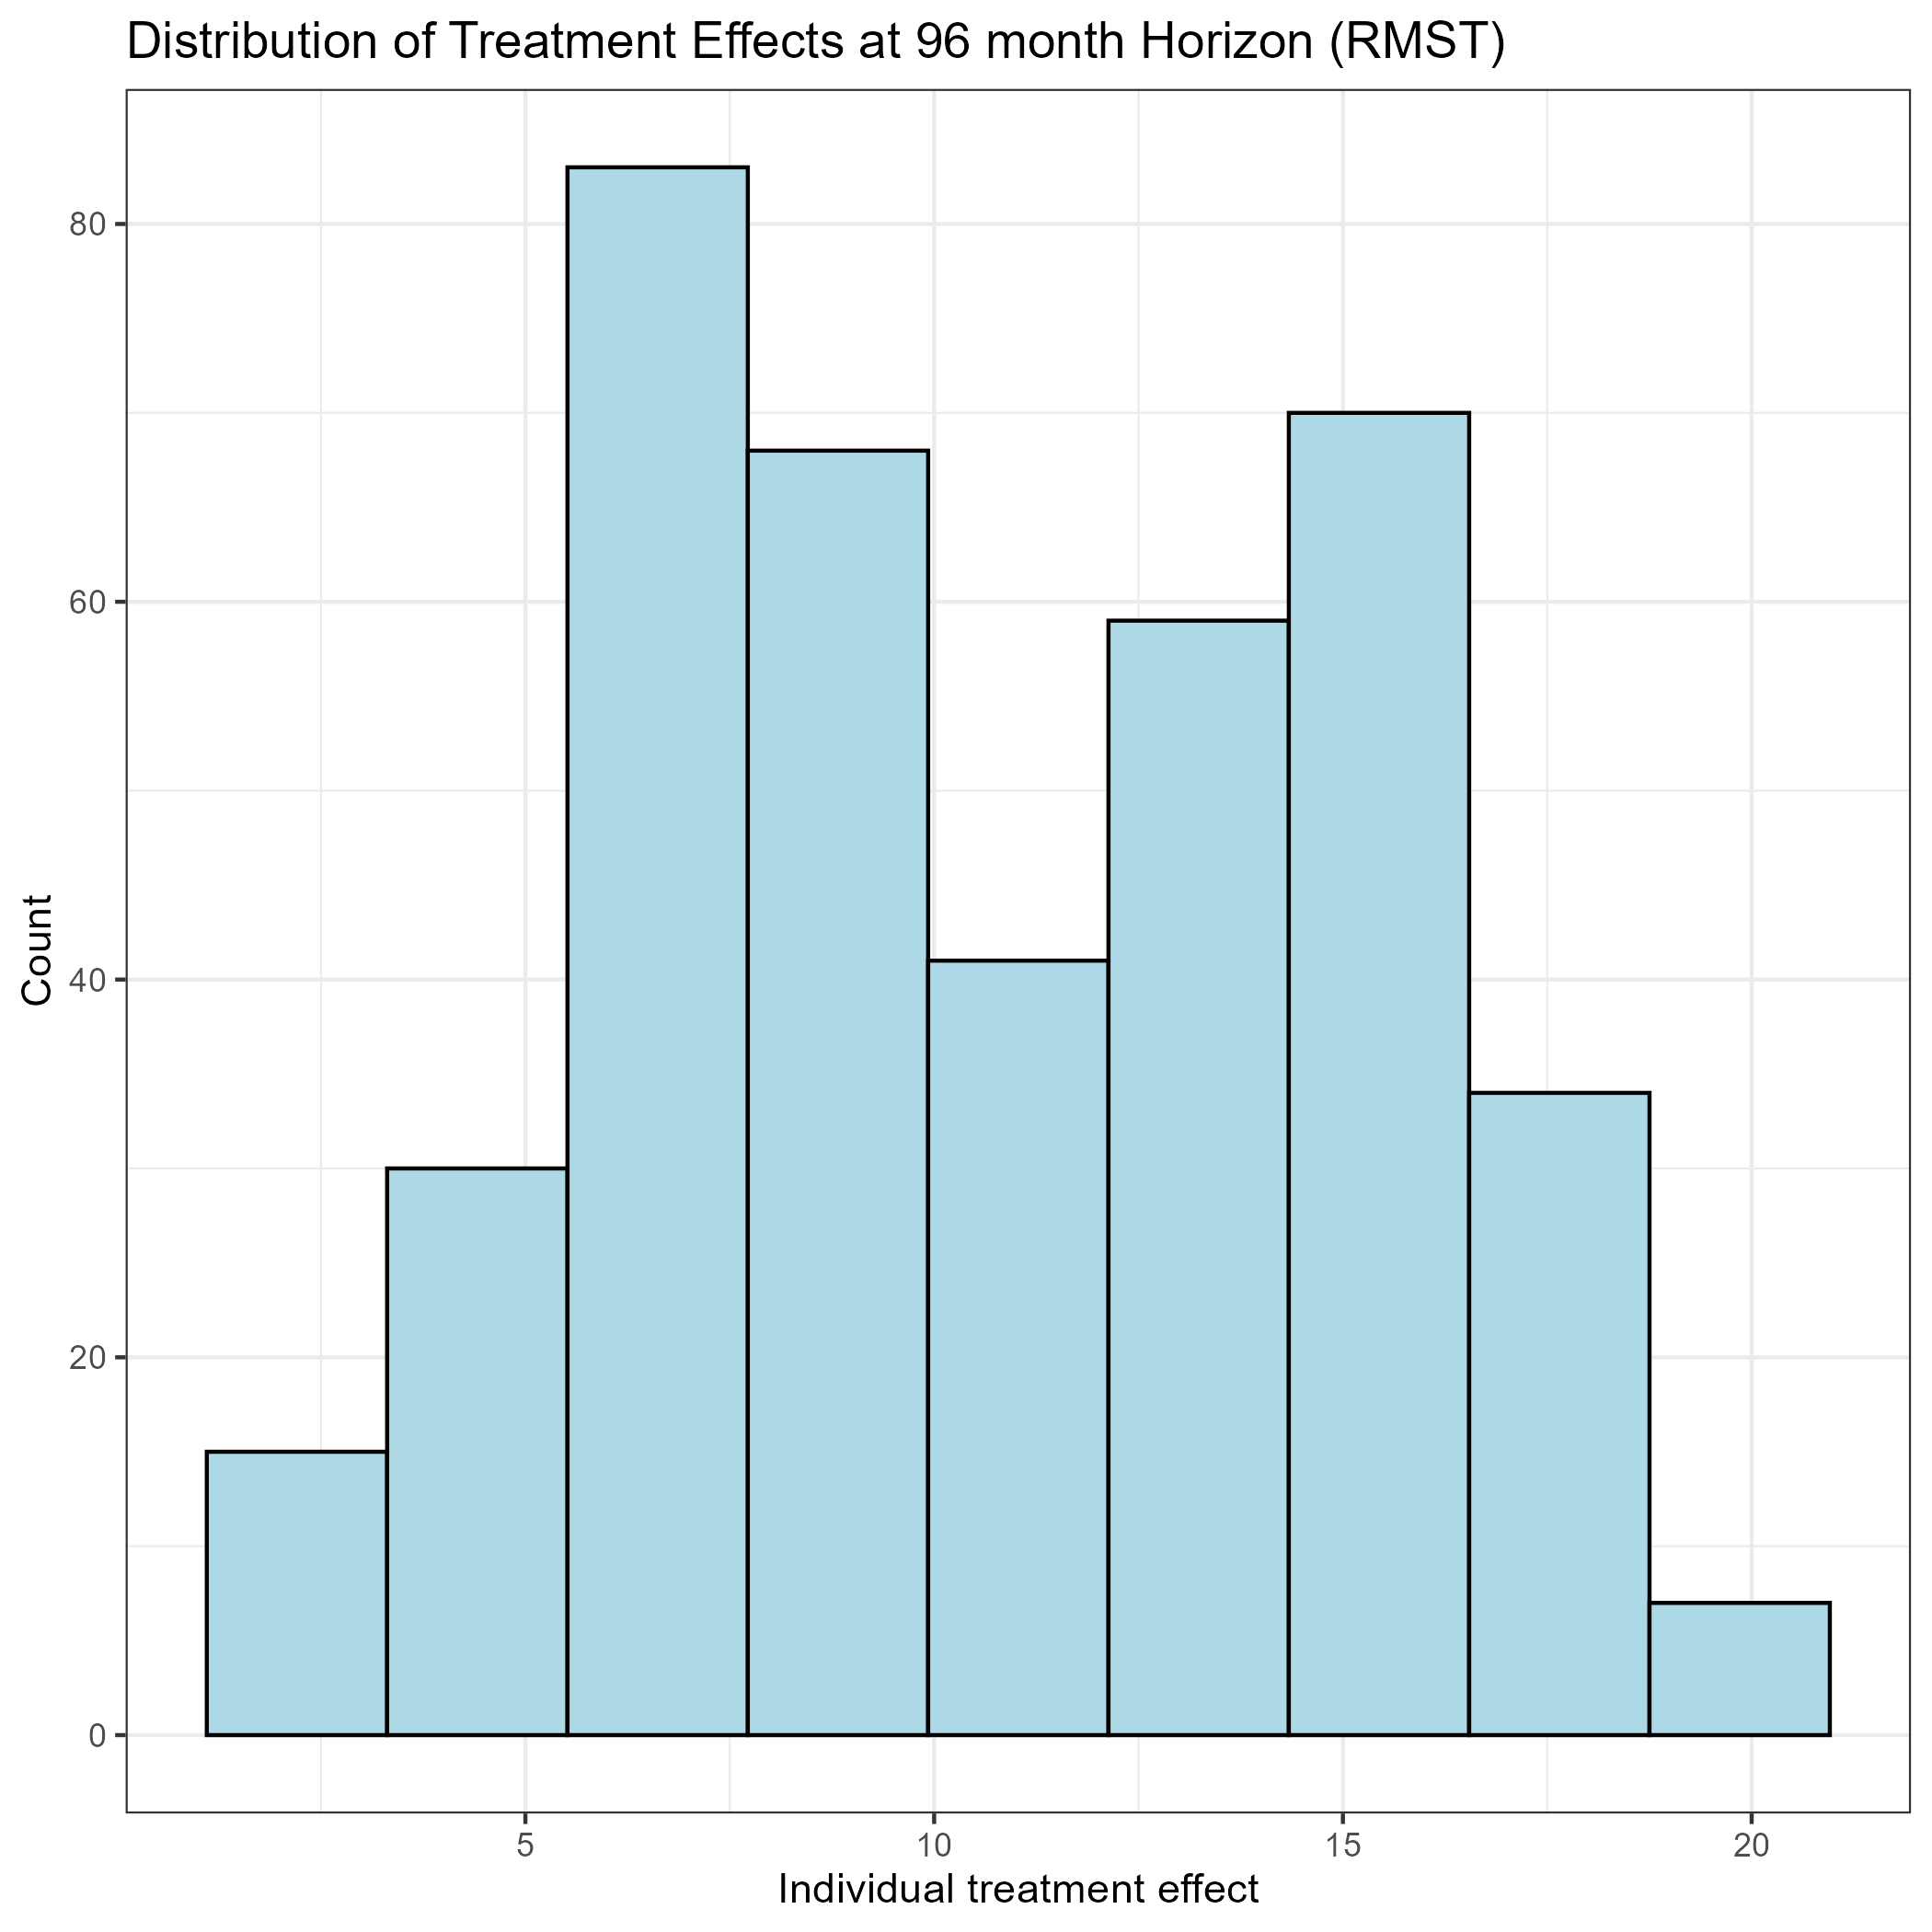 Distribution of Treatment Effects at 96 month Horizon (RMST)
Count
80
60
40
20
0
5 10 15 20
Individual treatment effect